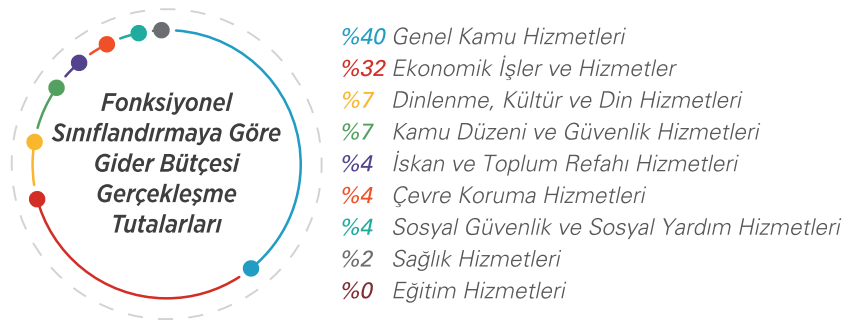 Fonksiyonel
Sınıflandırmaya Göre
Gider Bütçesi
Gerçekleşme
Tutalarları
%40 Genel Kamu Hizmetleri
%32 Ekonomik İşler ve Hizmetler
%7 Dinlenme, Kültür ve Din Hizmetleri
%7 Kamu Düzeni ve Güvenlik Hizmetleri
%4 İskan ve Toplum Refahı Hizmetleri
%4 Çevre Koruma Hizmetleri
%4 Sosyal Güvenlik ve Sosyal Yardım Hizmetleri
%2 Sağlık Hizmetleri
%0 Eğitim Hizmetleri